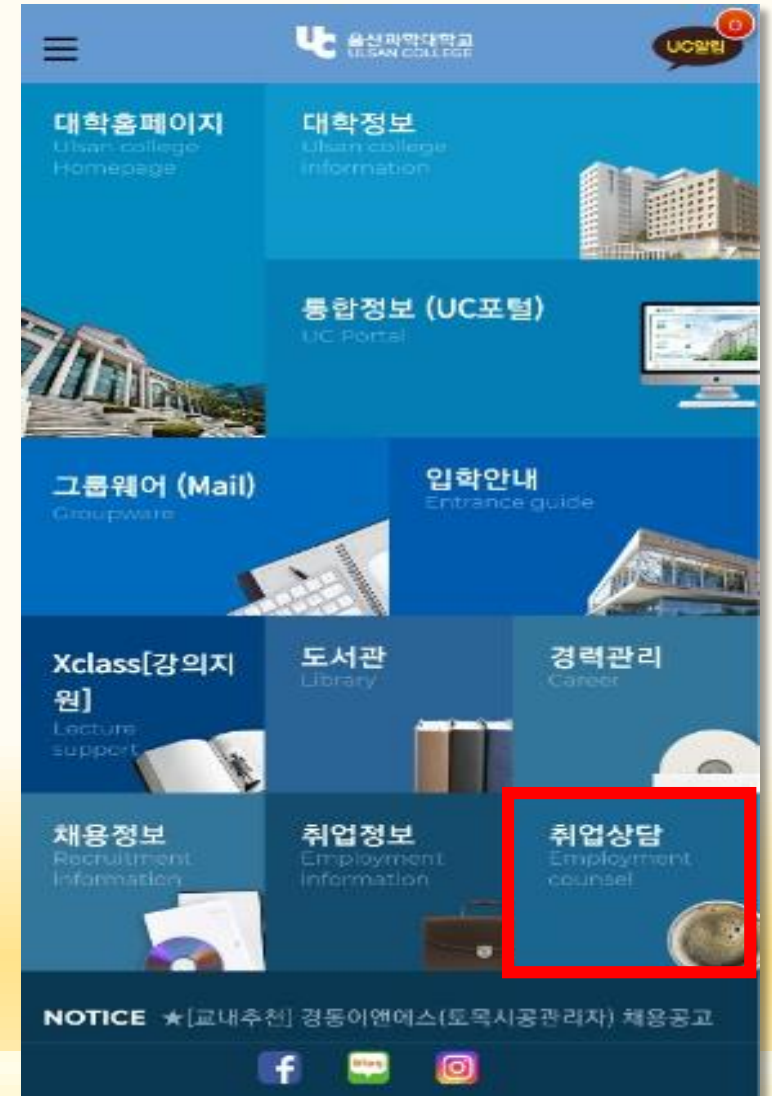 Uc 울산과학대학교
ULSAN COLLEGE
UC알림
0
대학홈페이지
Ulsan college
Homepage
대학정보
Ulsan college
information
통합정보 (UC포털)
UC Portal
그룹웨어 (Mail)
Groupware
입학안내
Entrance guide
Xclass[강의지
원]
Lecture
support
도서관
Library
경력관리
Career
채용정보
Recruitment
information
취업정보
Employment
information
취업상담
Employment
counsel
NOTICE ★[교내추천] 경동이앤에스(토목시공관리자) 채용공고
f
blog